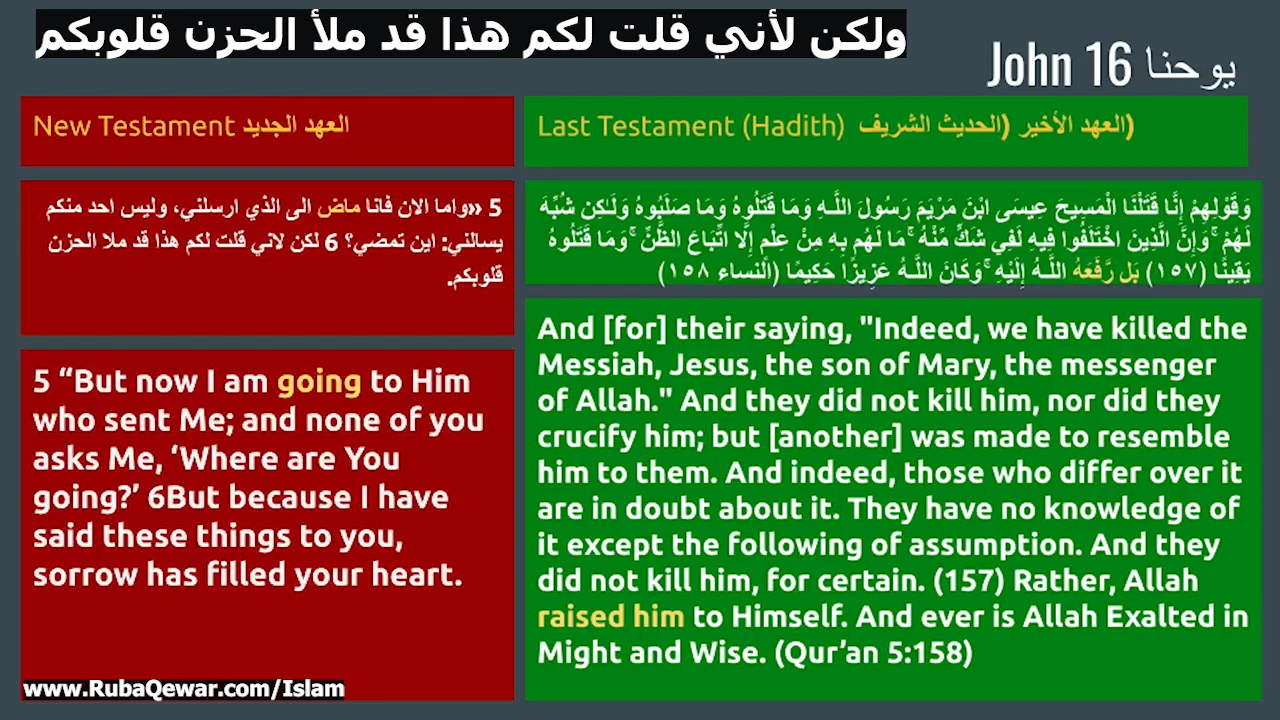 ولكن لأني قلت لكم هذا قد ملأ الحزن قلوبكم
John 16 يوحنا
New Testament العهد الجديد
Last Testament (Hadith) العهد الأخير (الحديث الشريف)
5 «واما الان فانا ماض الى الذي ارسلني، وليس احد منكم
يسالني: اين تمضي؟ 6 لكن لاني قلت لكم هذا قد ملا الحزن
قلوبكم.
وَقَوْلِهِمْ إِنَّا قَتَلْنَا الْمَسِيحَ عِيسَى ابْنَ مَرْيَمَ رَسُولَ اللَّـهِ وَمَا قَتَلُوهُ وَمَا صَلَبُوهُ وَلَـٰكِن شُبِّهَ
لَهُمْ ۚ وَإِنَّ الَّذِينَ اخْتَلَفُوا فِيهِ لَفِي شَكٍّ مِّنْهُ ۚ مَا لَهُم بِهِ مِنْ عِلْمٍ إِلَّا اتِّبَاعَ الظَّنِّ ۚ وَمَا قَتَلُوهُ
يَقِينًا (١٥٧) بَل رَّفَعَهُ اللَّـهُ إِلَيْهِ ۚ وَكَانَ اللَّـهُ عَزِيزًا حَكِيمًا (النساء ١٥٨)
5 “But now I am going to Him
who sent Me; and none of you
asks Me, ‘Where are You
going?’ 6But because I have
said these things to you,
sorrow has filled your heart.
And [for] their saying, "Indeed, we have killed the
Messiah, Jesus, the son of Mary, the messenger
of Allah." And they did not kill him, nor did they
crucify him; but [another] was made to resemble
him to them. And indeed, those who differ over it
are in doubt about it. They have no knowledge of
it except the following of assumption. And they
did not kill him, for certain. (157) Rather, Allah
raised him to Himself. And ever is Allah Exalted in
Might and Wise. (Qur’an 5:158)
www.RubaQewar.com/Islam